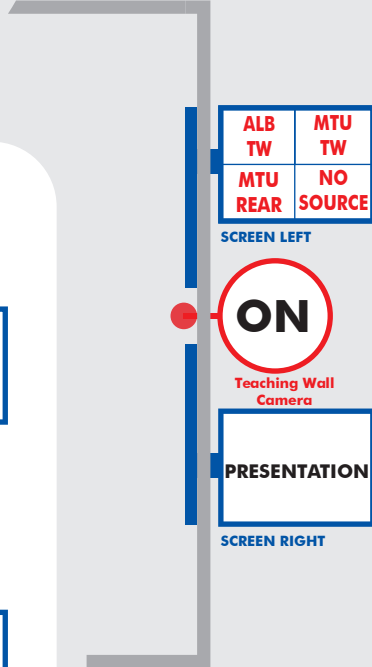 ALB
TW
MTU
TW
MTU
REAR
NO
SOURCE
SCREEN LEFT
ON
Teaching Wall
Camera
PRESENTATION
SCREEN RIGHT